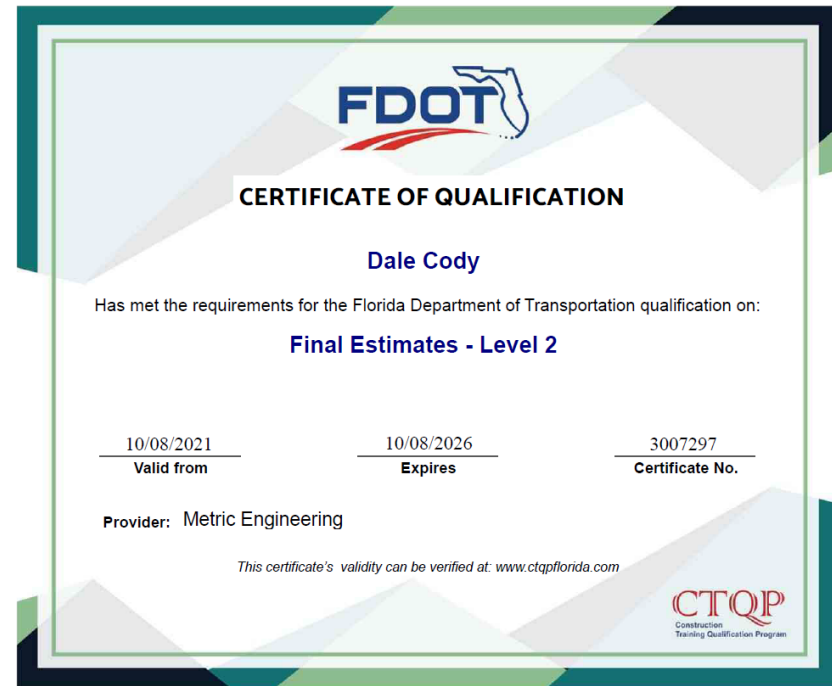 FDOT
CERTIFICATE OF QUALIFICATION
Dale Cody
Has met the requirements for the Florida Department of Transportation qualification on:
Final Estimates - Level 2
10/08/2021 10/08/2026 3007297
Valid from Expires Certificate No.
Provider: Metric Engineering
This certificate's validity can be verified at: www.ctqpflorida.com
CTQP
Construction
Training Qualification Program